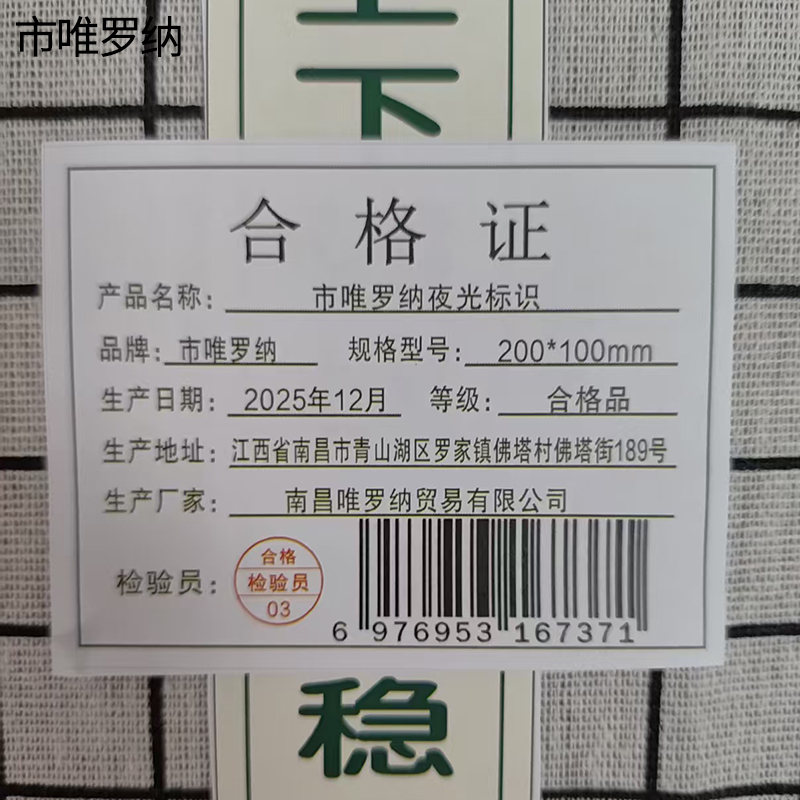 市唯罗纳
下
合格证
产品名称： 市唯罗纳夜光标识
品牌： 市唯罗纳 规格型号： 200*100mm
生产日期： 2025年12月 等级： 合格品
生产地址： 江西省南昌市青山湖区罗家镇佛塔村佛塔街189号
生产厂家： 南昌唯罗纳贸易有限公司
检验员：
合格
检验员
03
6 976953 167371
稳